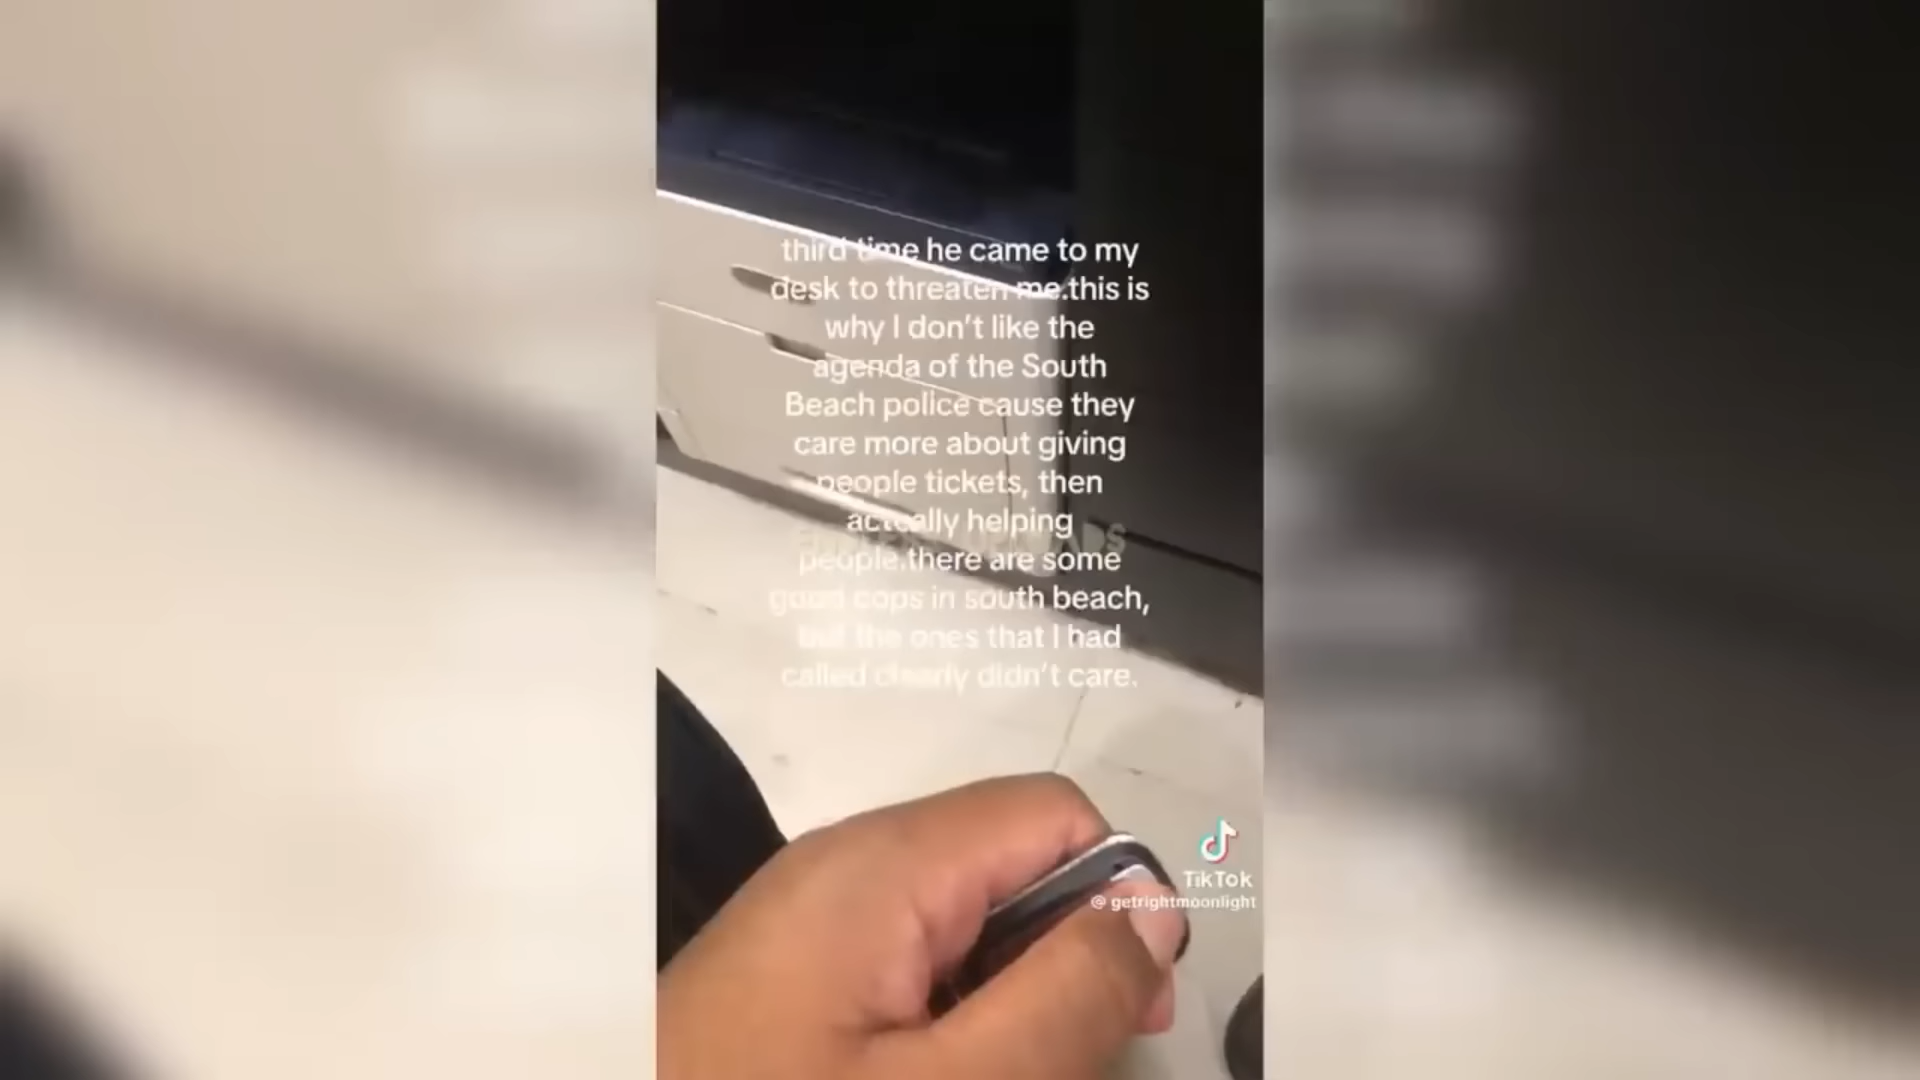 third time he came to my
desk to threaten me.this is
why I don't like the
agenda of the South
Beach police cause they
care more about giving
people tickets, then
actually helping
people.there are some
good cops in south beach,
but the ones that I had
called clearly didn't care.
TikTok
@ getrightmoonlight